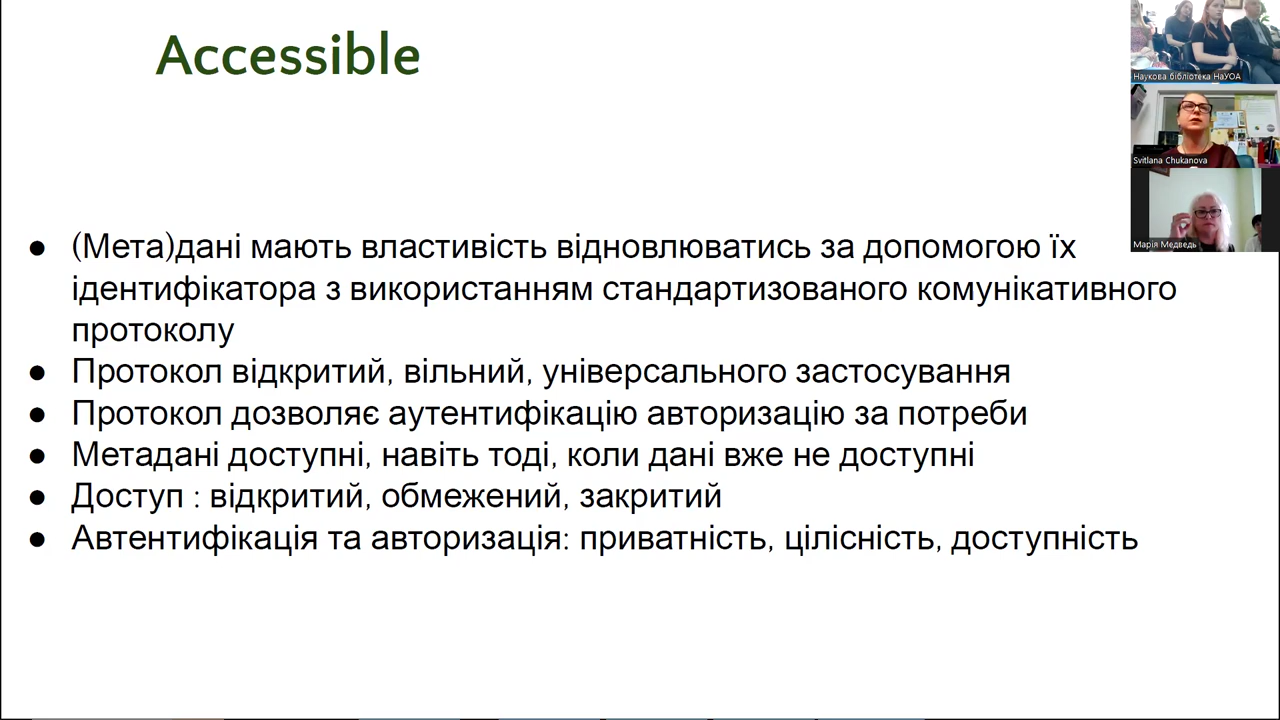 Accessible
Наукова бібліотека НаУОА
Svitlana Chukanova
Марія Медведь
● (Мета)дані мають властивість відновлюватись за допомогою їх
ідентифікатора з використанням стандартизованого комунікативного
протоколу
● Протокол відкритий, вільний, універсального застосування
● Протокол дозволяє аутентифікацію авторизацію за потреби
● Метадані доступні, навіть тоді, коли дані вже не доступні
● Доступ : відкритий, обмежений, закритий
● Автентифікація та авторизація: приватність, цілісність, доступність